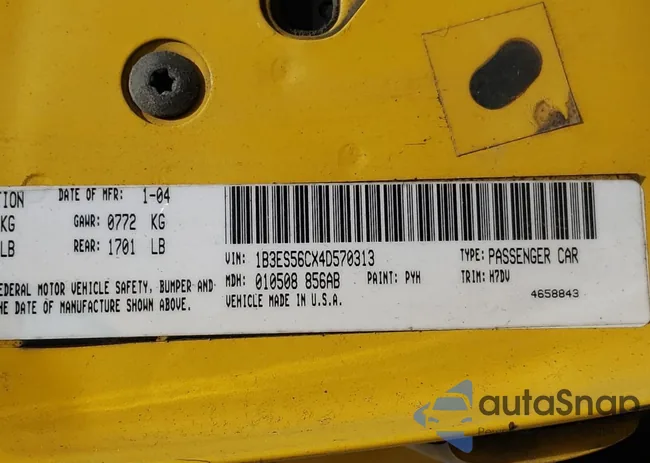 TION DATE OF MFR: 1-04
KG GAWR: 0772 KG
LB REAR: 1701 LB
VIN: 1B3ES56CX4D570313 TYPE: PASSENGER CAR
MDH: 010508 856AB PAINT: PYH TRIM: H7DV
EDERAL MOTOR VEHICLE SAFETY, BUMPER AND
HE DATE OF MANUFACTURE SHOWN ABOVE.
VEHICLE MADE IN U.S.A.
4658843
autoSnap